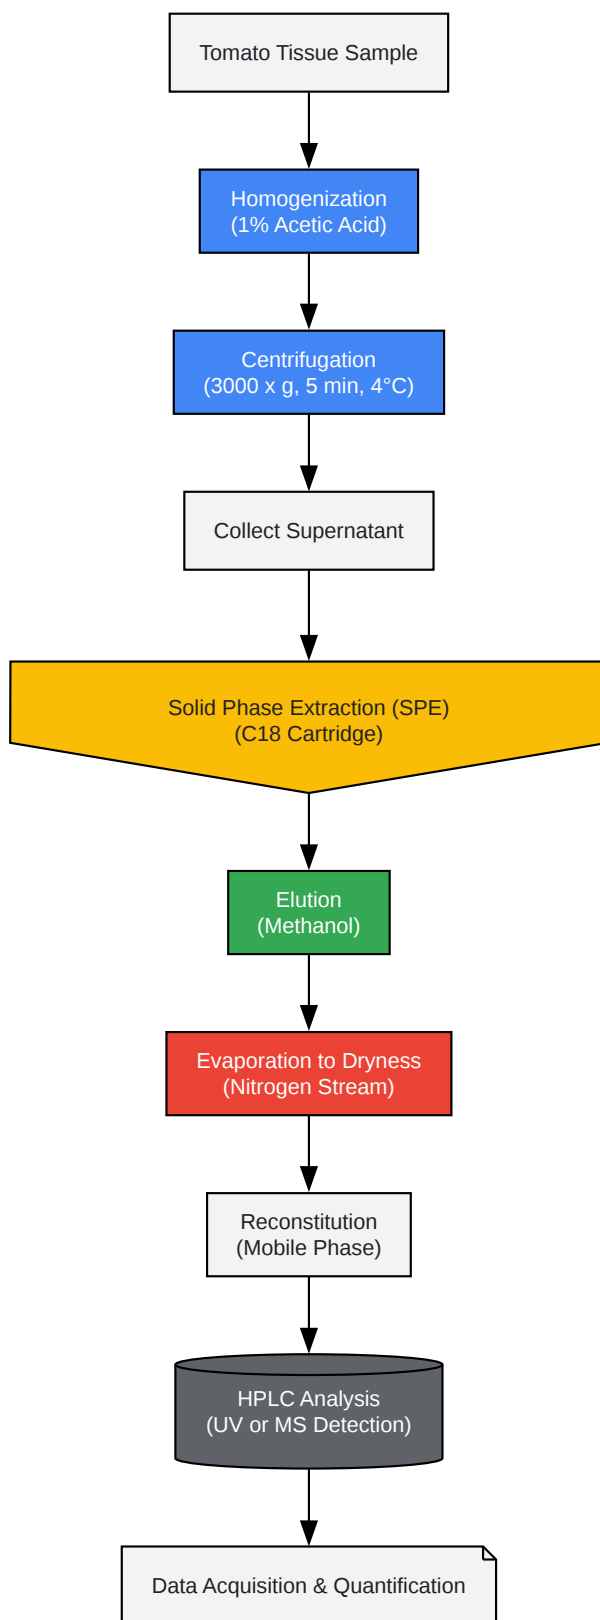 Tomato Tissue Sample
Homogenization
(1% Acetic Acid)
Centrifugation
(3000 x g, 5 min, 4°C)
Collect Supernatant
Solid Phase Extraction (SPE)
(C18 Cartridge)
Elution
(Methanol)
Evaporation to Dryness
(Nitrogen Stream)
Reconstitution
(Mobile Phase)
HPLC Analysis
(UV or MS Detection)
Data Acquisition & Quantification